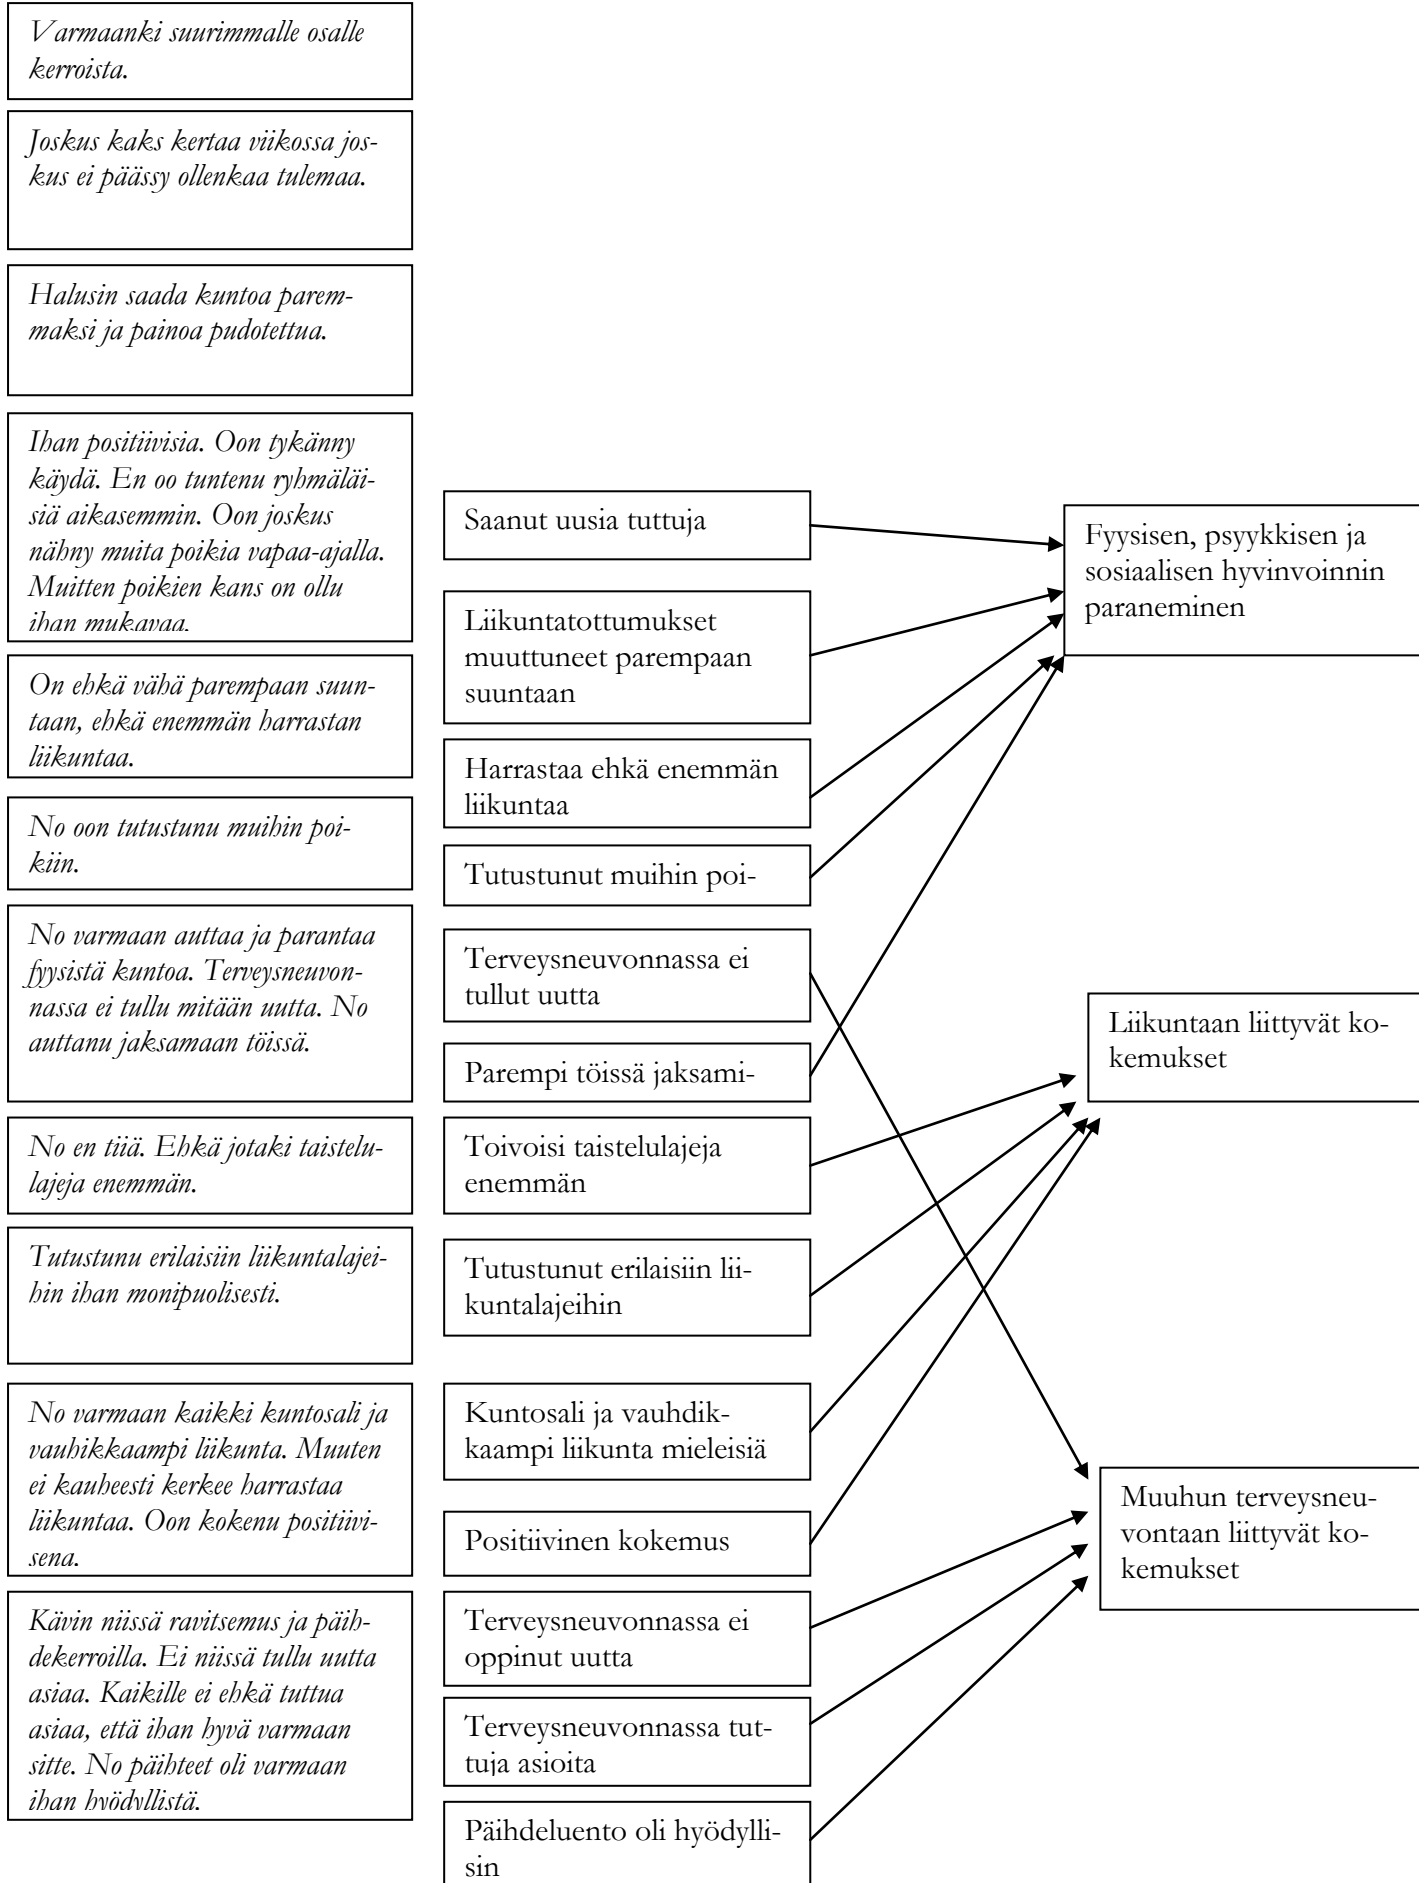 Varmaanki suurimmalle osalle
kerroista.
Joskus kaks kertaa viikossa jos-
kus ei päässy ollenkaa tulemaa.
Halusin saada kuntoa parem-
maksi ja painoa pudotettua.
Ihan positiivisia. Oon tykänny
käydä. En oo tuntenu ryhmäläi-
siä aikasemmin. Oon joskus
nähny muita poikia vapaa-ajalla.
Muitten poikien kans on ollu
ihan mukavaa.
On ehkä vähä parempaan suun-
taan, ehkä enemmän harrastan
liikuntaa.
No oon tutustunu muihin poi-
kiin.
No varmaan auttaa ja parantaa
fyysistä kuntoa. Terveysneuvon-
nassa ei tullu mitään uutta. No
auttanu jaksamaan töissä.
No en tiiä. Ehkä jotaki taistelu-
lajeja enemmän.
Tutustunu erilaisiin liikuntalajei-
hin ihan monipuolisesti.
No varmaan kaikki kuntosali ja
vauhikkaampi liikunta. Muuten
ei kauheesti kerkee harrastaa
liikuntaa. Oon kokenu positiivi-
sena.
Kävin niissä ravitsemus ja päih-
dekerroilla. Ei niissä tullu uutta
asiaa. Kaikille ei ehkä tuttua
asiaa, että ihan hyvä varmaan
sitte. No päihteet oli varmaan
ihan hyödyllistä.
Saanut uusia tuttuja
Liikuntatottumukset
muuttuneet parempaan
suuntaan
Harrastaa ehkä enemmän
liikuntaa
Tutustunut muihin poi-
Terveysneuvonnassa ei
tullut uutta
Parempi töissä jaksami-
Toivoisi taistelulajeja
enemmän
Tutustunut erilaisiin lii-
kuntalajeihin
Kuntosali ja vauhdik-
kaampi liikunta mieleisiä
Positiivinen kokemus
Terveysneuvonnassa ei
oppinut uutta
Terveysneuvonnassa tut-
tuja asioita
Päihdeluento oli hyödylli-
sin
Fyysisen, psyykkisen ja
sosiaalisen hyvinvoinnin
paraneminen
Liikuntaan liittyvät ko-
kemukset
Muuhun terveysneu-
vontaan liittyvät ko-
kemukset